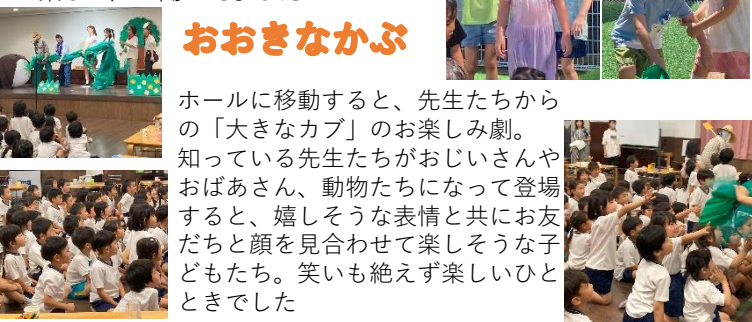 おおきなかぶ
ホールに移動すると、先生たちから
の「大きなカブ」のお楽しみ劇。
知っている先生たちがおじいさんや
おばあさん、動物たちになって登場
すると、嬉しそうな表情と共にお友
だちと顔を見合わせて楽しそうな子
どもたち。笑いも絶えず楽しいひと
ときでした